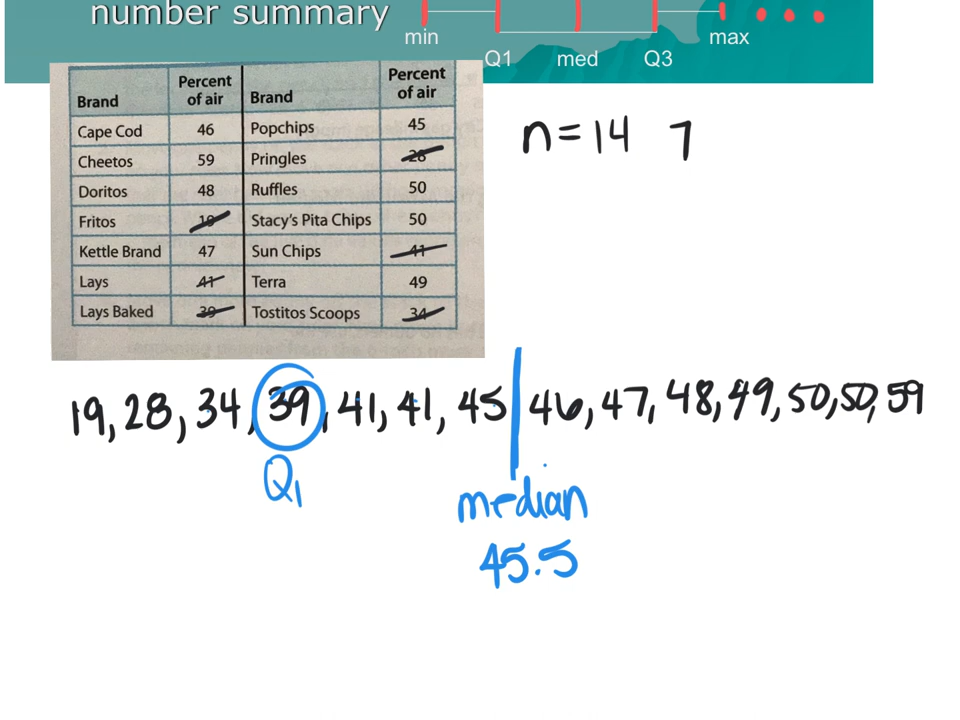 number summary
min
max
Q1
med
Q3
Brand Percent of air Brand Percent of air
Cape Cod 46 Popchips 45
Cheetos 59 Pringles 28
Doritos 48 Ruffles 50
Fritos 19 Stacy's Pita Chips 50
Kettle Brand 47 Sun Chips 41
Lays 41 Terra 49
Lays Baked 39 Tostitos Scoops 34
n=14 7
19, 28, 34, 39, 41, 41, 45 46, 47, 48, 49, 50, 50, 59
Q1
median
45.5